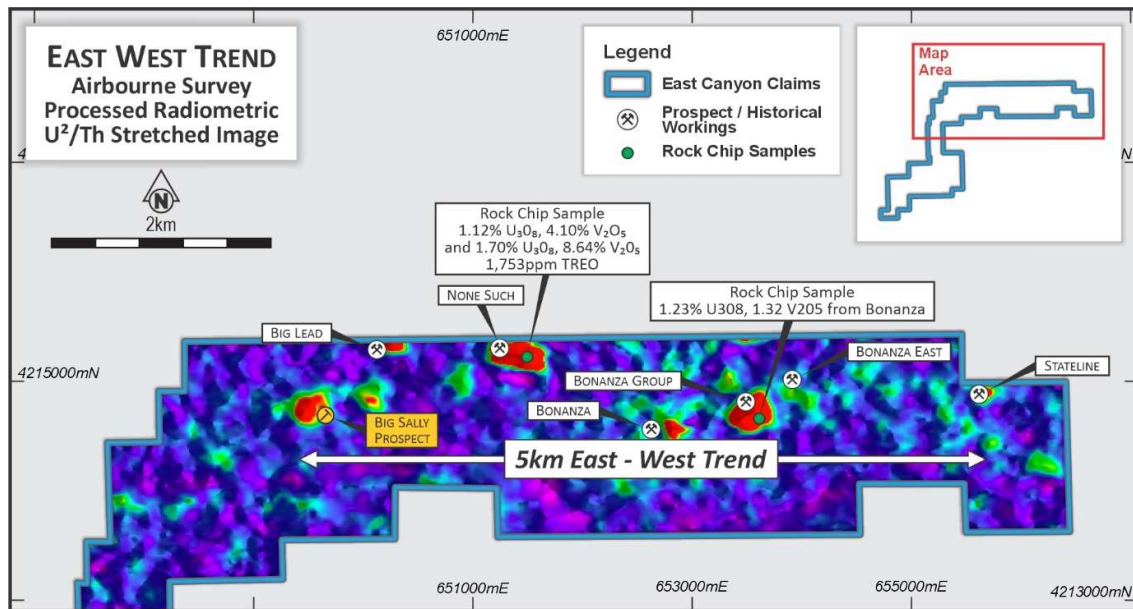 EAST WEST TREND
Airbourne Survey
Processed Radiometric
U²/Th Stretched Image
N
2km
651000mE
Legend
East Canyon Claims
Prospect / Historical
Workings
Rock Chip Samples
Map
Area
4
N
Rock Chip Sample
1.12% U₃0₈, 4.10% V₂O₅
and 1.70% U₃0₈, 8.64% V₂0₅
1,753ppm TREO
NONE SUCH
Rock Chip Sample
1.23% U308, 1.32 V205 from Bonanza
BIG LEAD
BONANZA EAST
STATELINE
4215000mN
BONANZA GROUP
BONANZA
BIG SALLY
PROSPECT
5km East - West Trend
651000mE
653000mE
655000mE
4213000mN